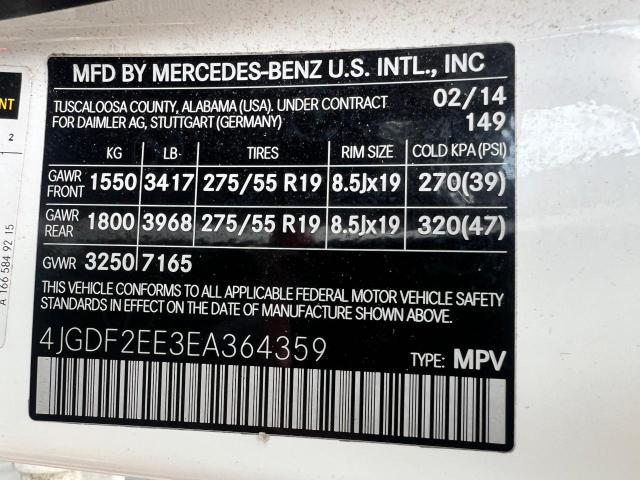 MFD BY MERCEDES-BENZ U.S. INTL., INC
TUSCALOOSA COUNTY, ALABAMA (USA). UNDER CONTRACT 02/14
FOR DAIMLER AG, STUTTGART (GERMANY) 149
KG LB TIRES RIM SIZE COLD KPA (PSI)
GAWR
FRONT 1550 3417 275/55 R19 8.5Jx19 270(39)
GAWR
REAR 1800 3968 275/55 R19 8.5Jx19 320(47)
GVWR 3250 7165
THIS VEHICLE CONFORMS TO ALL APPLICABLE FEDERAL MOTOR VEHICLE SAFETY
STANDARDS IN EFFECT ON THE DATE OF MANUFACTURE SHOWN ABOVE.
4JGDF2EE3EA364359 TYPE: MPV
NT
2
1
A 166 584 92 15